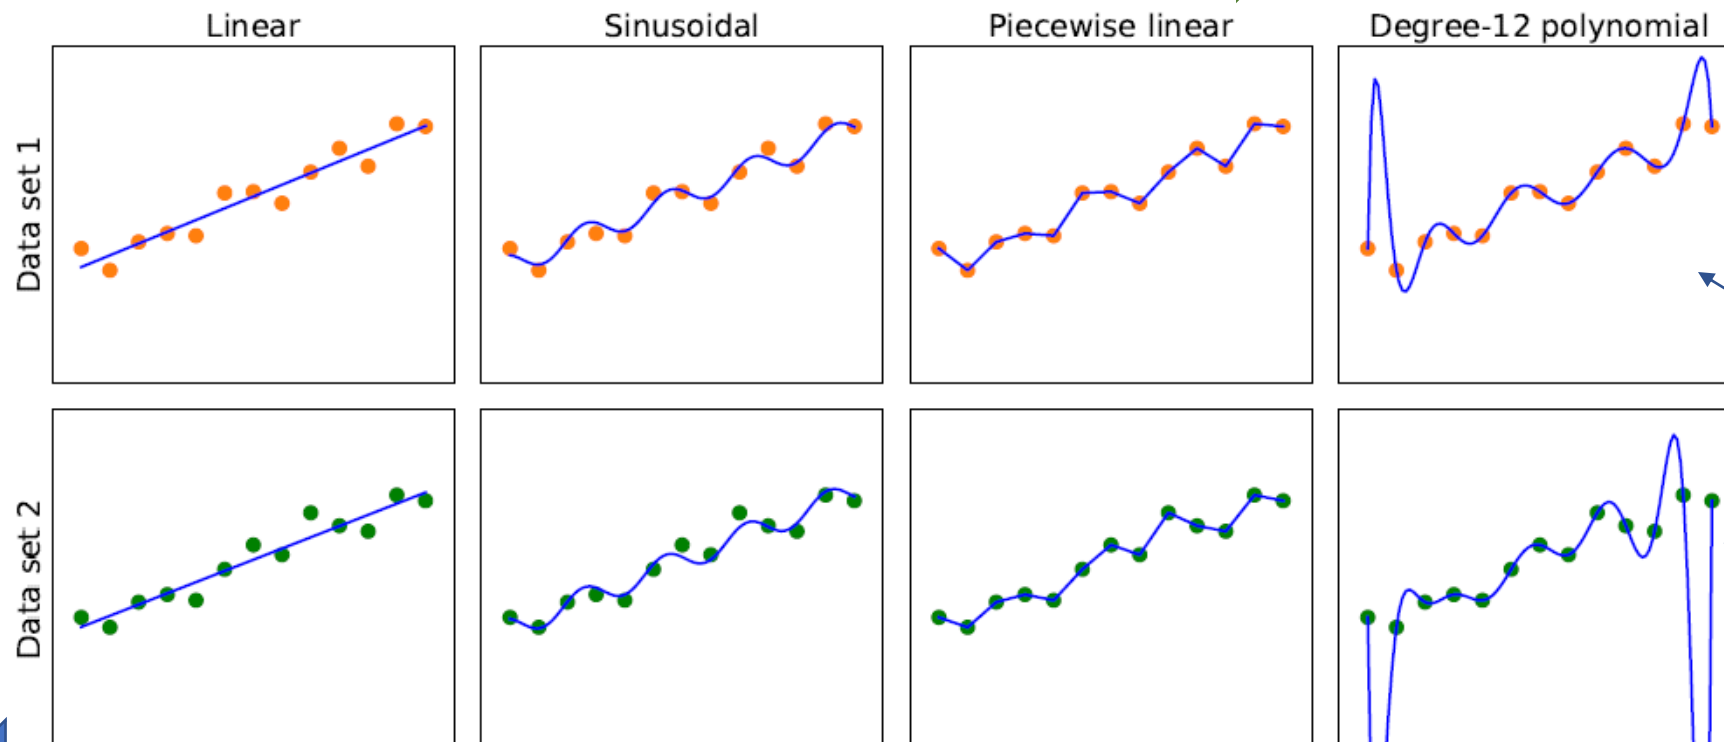 Linear
Sinusoidal
Piecewise linear
Degree-12 polynomial
Data set 1
Data set 2